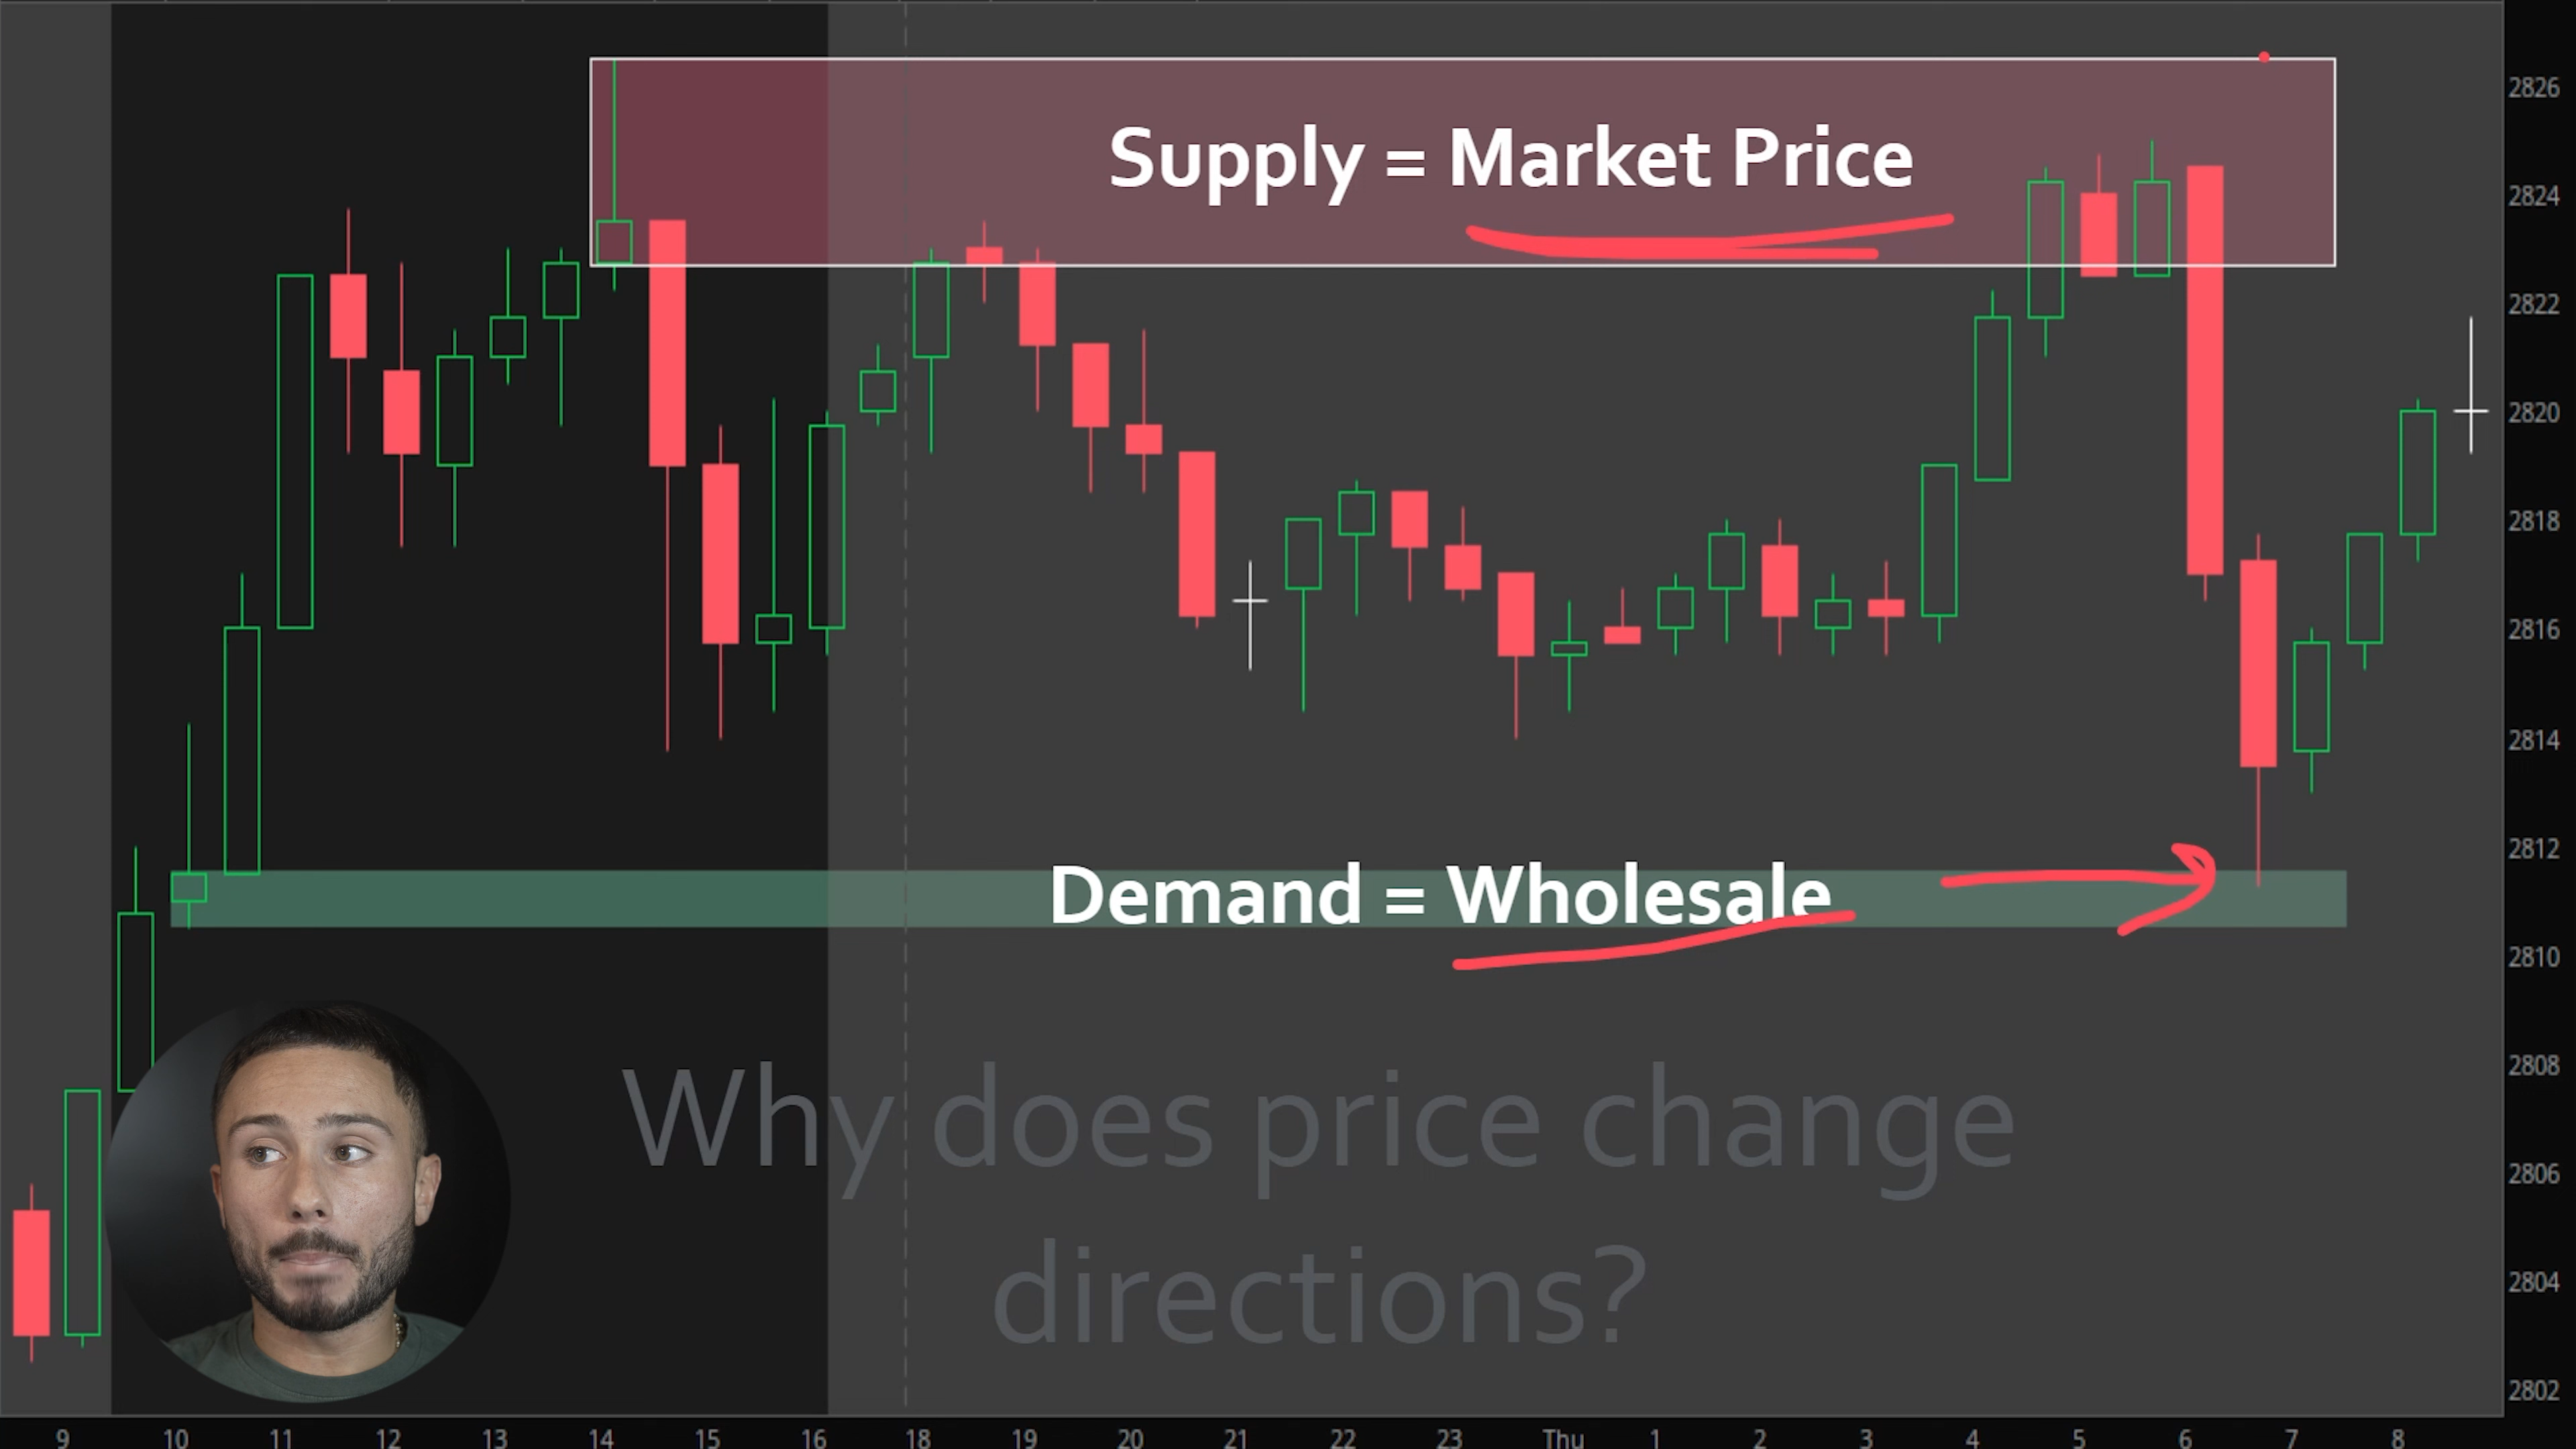 Supply = Market Price
Demand = Wholesale
Why does price change
directions?
2826
2824
2822
2820
2818
2816
2814
2812
2810
2808
2806
2804
2802
9 10 11 12 13 14 15 16 18 19 20 21 22 23 Thu 1 2 3 4 5 6 7 8